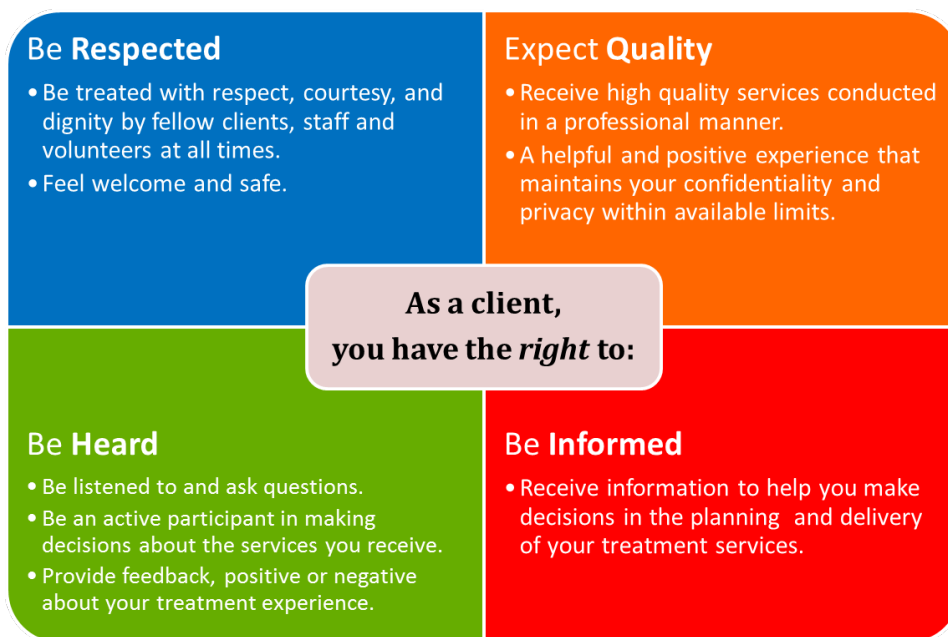 Be Respected
• Be treated with respect, courtesy, and
dignity by fellow clients, staff and
volunteers at all times.
• Feel welcome and safe.
Expect Quality
• Receive high quality services conducted
in a professional manner.
• A helpful and positive experience that
maintains your confidentiality and
privacy within available limits.
As a client,
you have the right to:
Be Heard
• Be listened to and ask questions.
• Be an active participant in making
decisions about the services you receive.
• Provide feedback, positive or negative
about your treatment experience.
Be Informed
• Receive information to help you make
decisions in the planning  and delivery
of your treatment services.